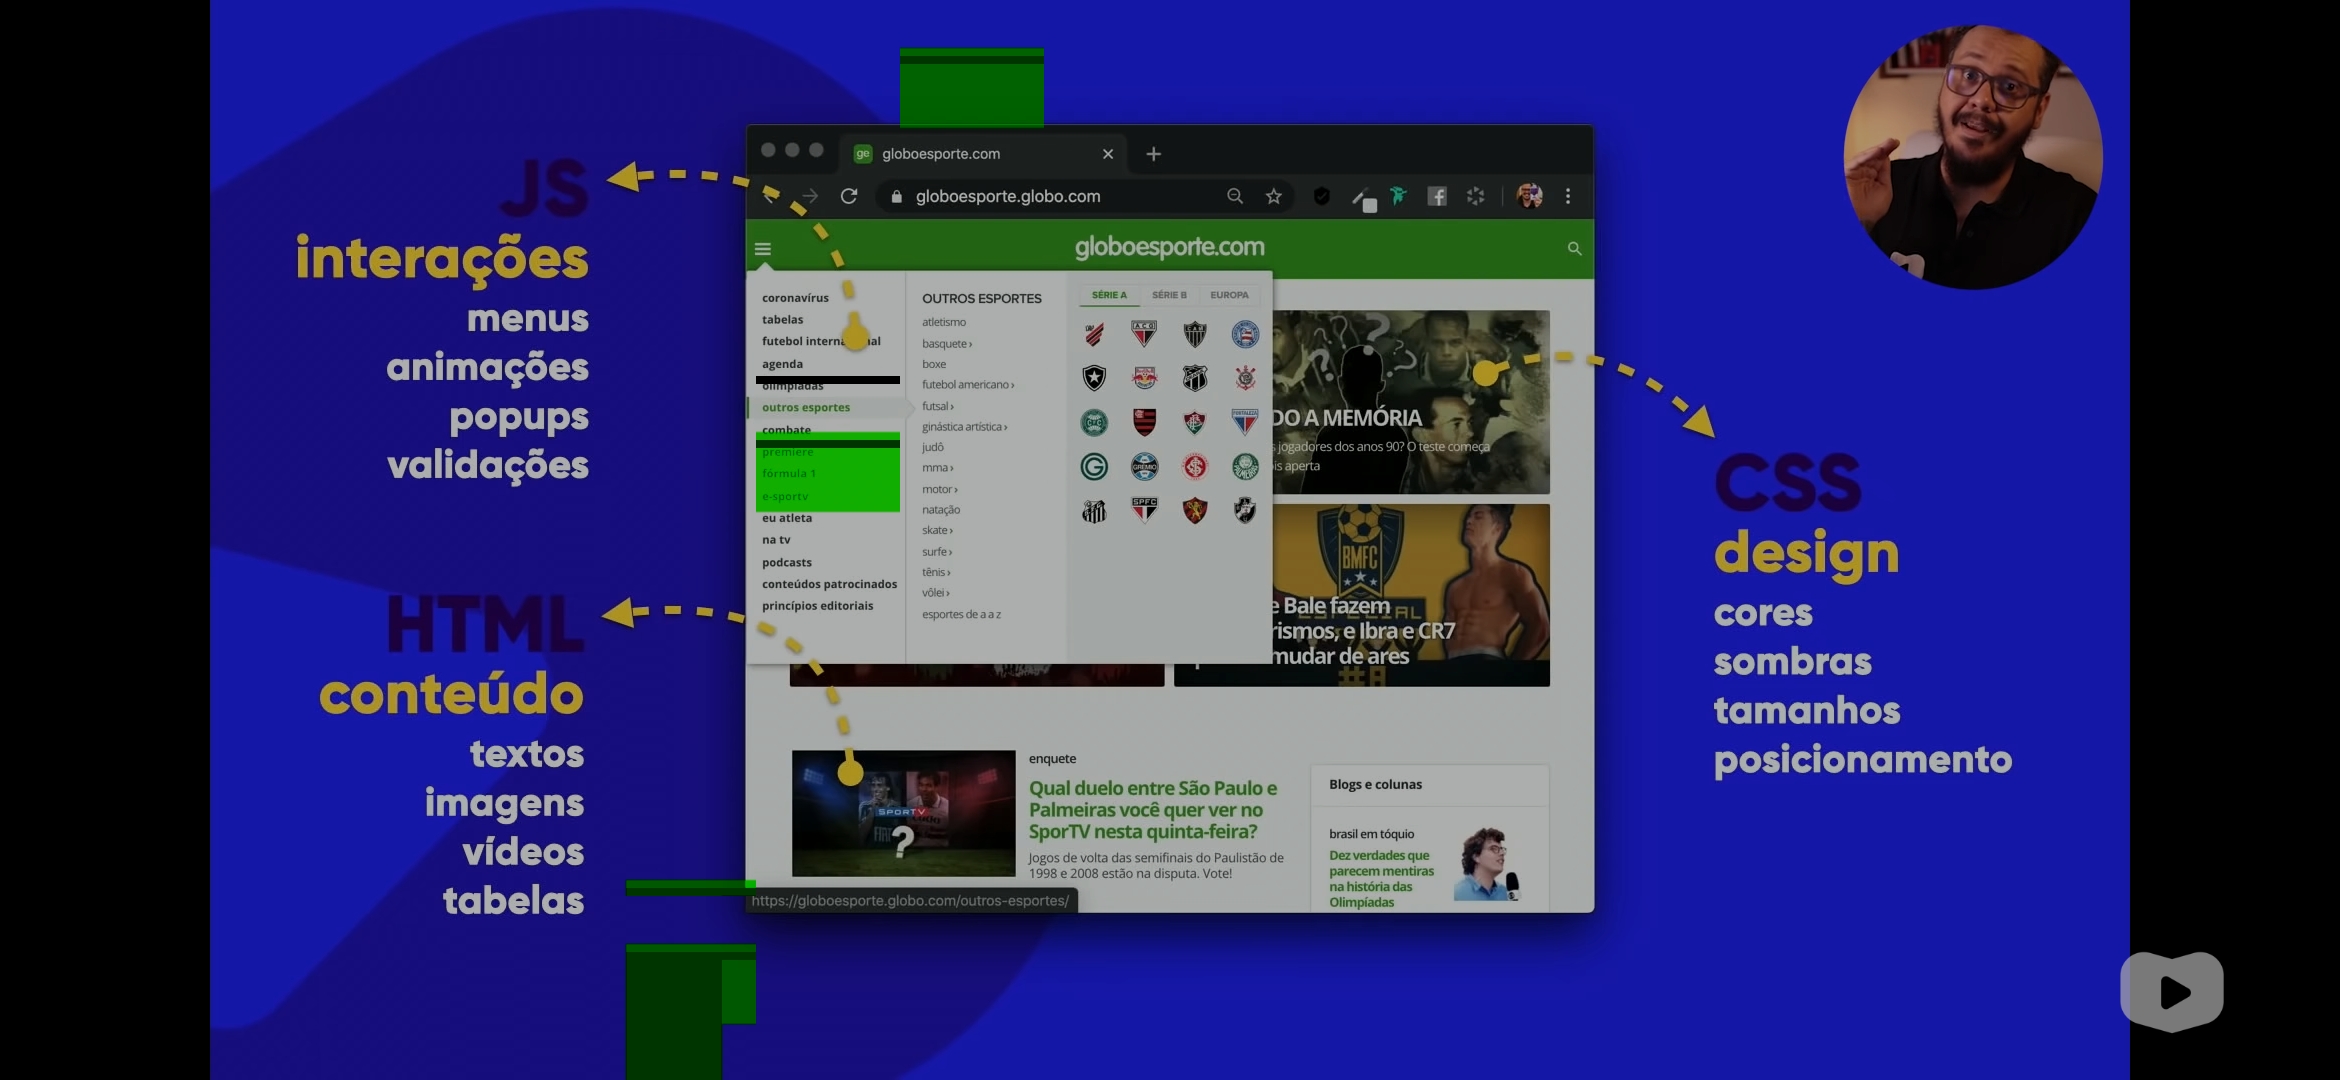 JS
interações
menus
animações
popups
validações
HTML
conteúdo
textos
imagens
vídeos
tabelas
ge globoesporte.com
globoesporte.globo.com
globoesporte.com
coronavírus
tabelas
futebol
agenda
olimpíadas
outros esportes
combate
premiere
fórmula 1
e-sportv
eu atleta
na tv
podcasts
conteúdos patrocinados
princípios editoriais
OUTROS ESPORTES
atletismo
basquete ›
boxe
futebol americano ›
futsal ›
ginástica artística ›
judô
mma ›
motor ›
natação
skate ›
surfe ›
tênis ›
vôlei ›
esportes de a a z
SÉRIE A
SÉRIE B
EUROPA
DO A MEMÓRIA
jogadores dos anos 90? O teste começa
aperta
BMFC
e Bale fazem
rismos, e Ibra e CR7
mudar de ares
SPORTV
?
enquete
Qual duelo entre São Paulo e
Palmeiras você quer ver no
SporTV nesta quinta-feira?
Jogos de volta das semifinais do Paulistão de
1998 e 2008 estão na disputa. Vote!
Blogs e colunas
brasil em tóquio
Dez verdades que
parecem mentiras
na história das
Olimpíadas
https://globoesporte.globo.com/outros-esportes/
CSS
design
cores
sombras
tamanhos
posicionamento